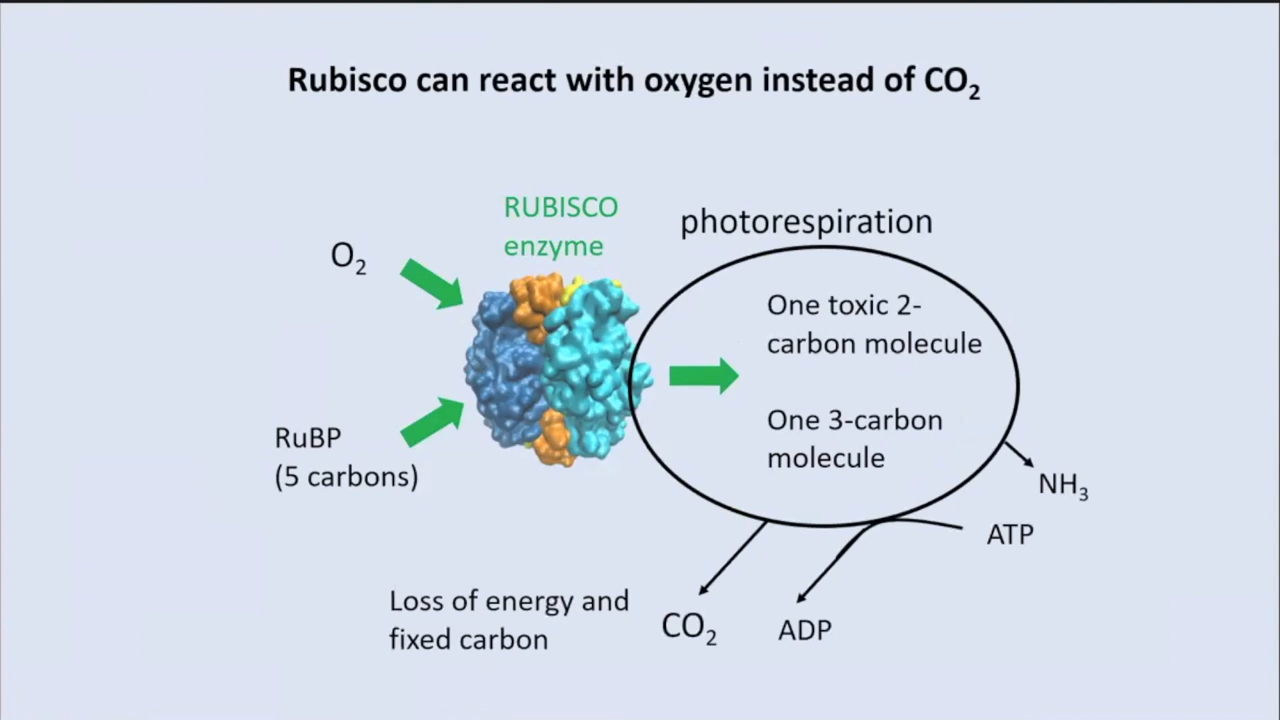 Rubisco can react with oxygen instead of CO₂
RUBISCO
enzyme
photorespiration
O₂
One toxic 2-
carbon molecule
One 3-carbon
molecule
RuBP
(5 carbons)
NH₃
ATP
Loss of energy and
fixed carbon
CO₂
ADP